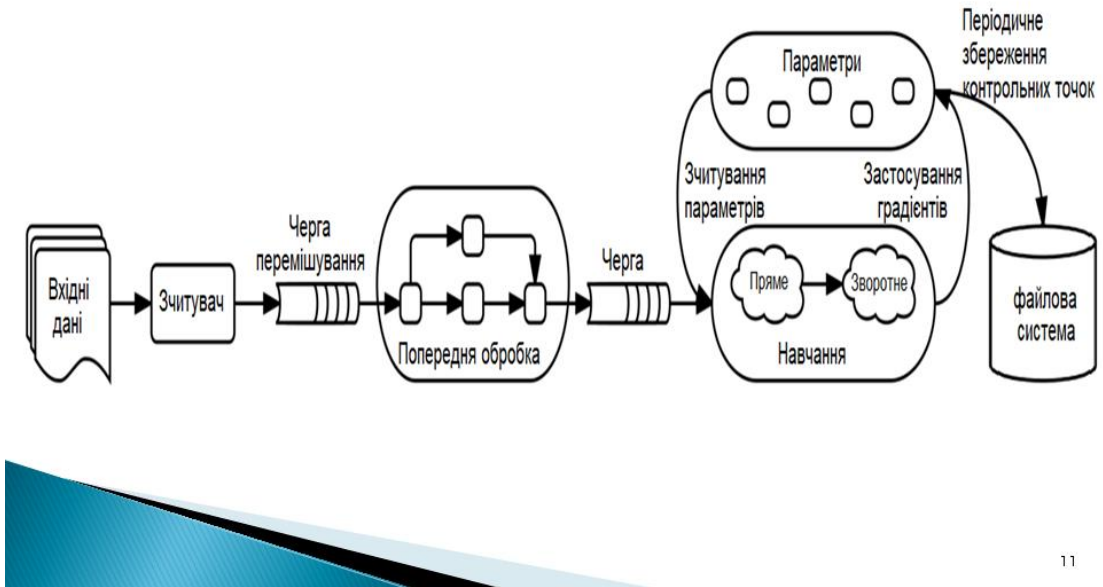 Вхідні
дані
Зчитувач
Черга
перемішування
Попередня обробка
Черга
Параметри
Зчитування
параметрів
Застосування
градієнтів
Пряме
Зворотне
Навчання
Періодичне
збереження
контрольних точок
файлова
система
11